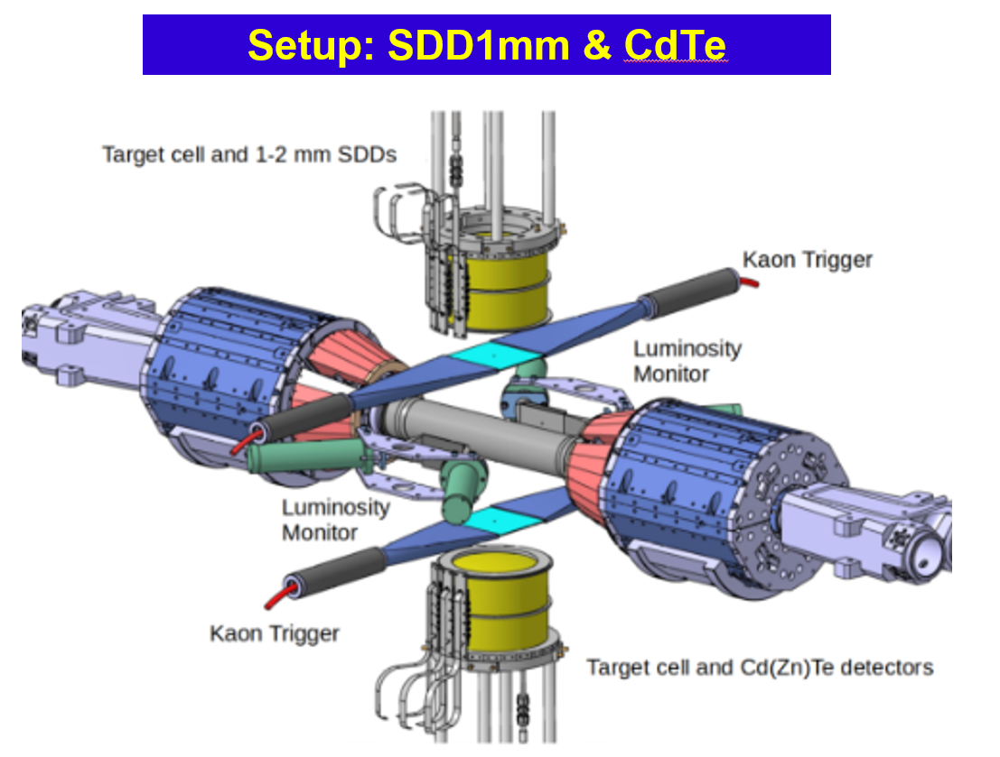 Setup: SDD1mm & CdTe
Target cell and 1-2 mm SDDs
Kaon Trigger
Luminosity
Monitor
Luminosity
Monitor
Kaon Trigger
Target cell and Cd(Zn)Te detectors